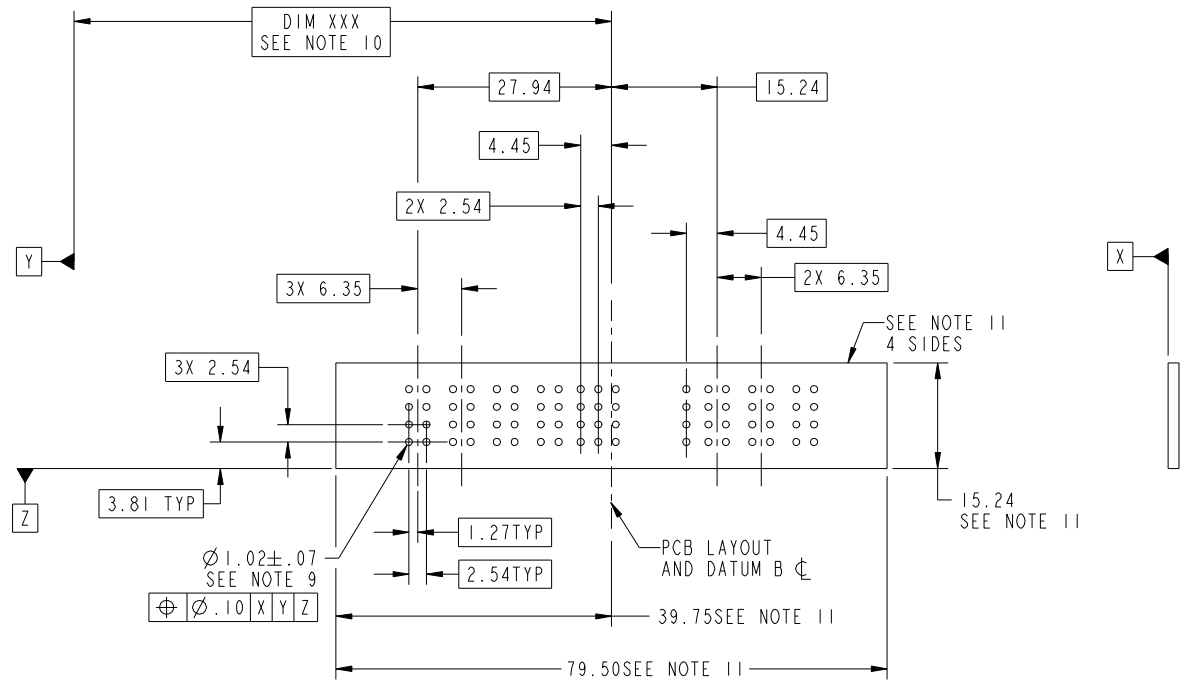 DIM XXX
SEE NOTE 10
27.94
15.24
4.45
2X 2.54
4.45
Y
X
3X 6.35
2X 6.35
SEE NOTE 11
4 SIDES
3X 2.54
3.81 TYP
Z
15.24
SEE NOTE 11
1.27TYP
PCB LAYOUT
AND DATUM B ℄
Ø1.02±.07
SEE NOTE 9
2.54TYP
⌖ Ø.10 X Y Z
39.75SEE NOTE 11
79.50SEE NOTE 11